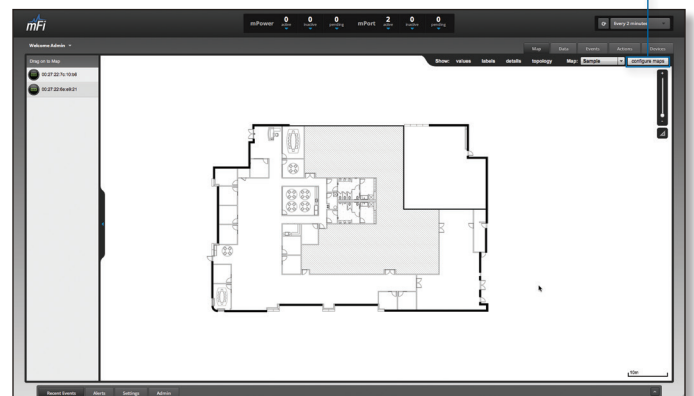 mFi
mPower 0 active 0 inactive 0 pending mPort 2 active 0 inactive 0 pending
Every 2 minutes
Welcome Admin
Map Data Events Actions Devices
Drag on to Map
Show: values labels details topology Map: Sample configure maps
00:27:22:7c:10:b8
00:27:22:6e:e9:21
Recent Events Alerts Settings Admin